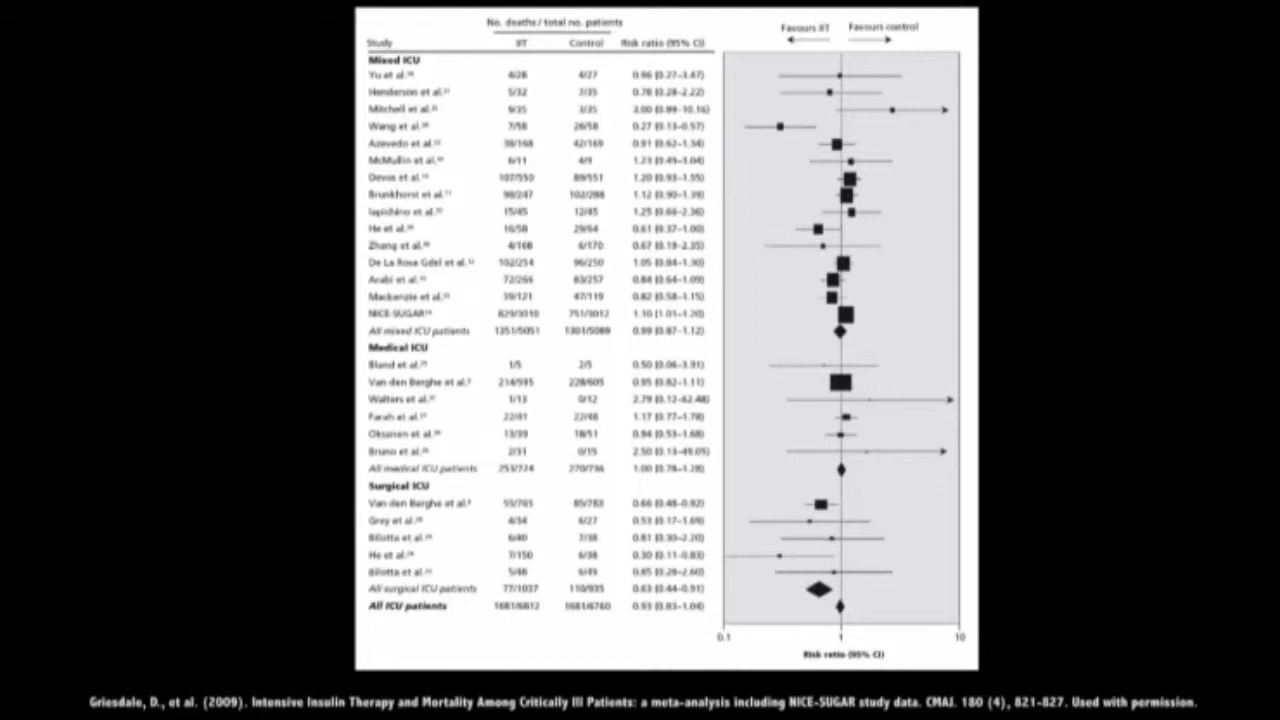 No. deaths / total no. patients
Favours IIT Favours control
Study IIT Control Risk ratio (95% CI)
Mixed ICU
Yu et al. 4/28 4/27 0.96 (0.27–3.47)
Henderson et al. 5/32 7/35 0.78 (0.28–2.22)
Mitchell et al. 9/35 3/35 3.00 (0.89–10.16)
Wang et al. 7/58 26/58 0.27 (0.13–0.57)
Azevedo et al. 38/168 42/169 0.91 (0.62–1.34)
McMullin et al. 6/11 4/9 1.23 (0.49–3.04)
Devos et al. 107/550 89/551 1.20 (0.93–1.55)
Brunkhorst et al. 98/247 102/288 1.12 (0.90–1.39)
Iapichino et al. 15/45 12/45 1.25 (0.66–2.36)
He et al. 16/58 29/64 0.61 (0.37–1.00)
Zhang et al. 4/168 6/170 0.67 (0.19–2.35)
De La Rosa Gdel et al. 102/254 96/250 1.05 (0.84–1.30)
Arabi et al. 72/266 83/257 0.84 (0.64–1.09)
Mackenzie et al. 39/121 47/119 0.82 (0.58–1.15)
NICE-SUGAR 829/3010 751/3012 1.10 (1.01–1.20)
All mixed ICU patients 1351/5051 1301/5089 0.99 (0.87–1.12)
Medical ICU
Bland et al. 1/5 2/5 0.50 (0.06–3.91)
Van den Berghe et al. 214/595 228/605 0.95 (0.82–1.11)
Walters et al. 1/13 0/12 2.79 (0.12–62.48)
Farah et al. 22/41 22/48 1.17 (0.77–1.78)
Oksanen et al. 13/39 18/51 0.94 (0.53–1.68)
Bruno et al. 2/31 0/15 2.50 (0.13–49.05)
All medical ICU patients 253/724 270/736 1.00 (0.78–1.28)
Surgical ICU
Van den Berghe et al. 55/765 85/783 0.66 (0.48–0.92)
Grey et al. 4/34 6/27 0.53 (0.17–1.69)
Bilotta et al. 6/40 7/38 0.81 (0.30–2.20)
He et al. 7/150 6/38 0.30 (0.11–0.83)
Bilotta et al. 5/48 6/49 0.85 (0.28–2.60)
All surgical ICU patients 77/1037 110/935 0.63 (0.44–0.91)
All ICU patients 1681/6812 1681/6760 0.93 (0.83–1.04)
0.1 1 10
Risk ratio (95% CI)
Griesdale, D., et al. (2009). Intensive Insulin Therapy and Mortality Among Critically Ill Patients: a meta-analysis including NICE-SUGAR study data. CMAJ. 180 (4), 821-827. Used with permission.